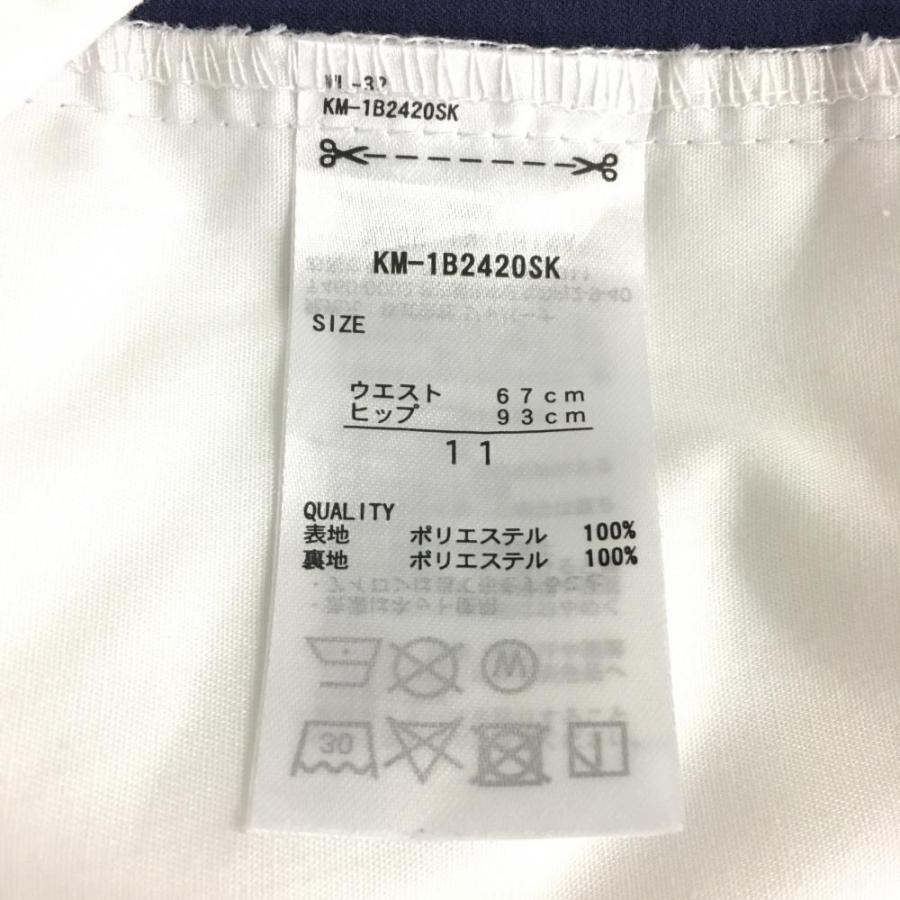 KM-1B2420SK
KM-1B2420SK
SIZE
ウエスト 67cm
ヒップ 93cm
11
QUALITY
表地 ポリエステル 100%
裏地 ポリエステル 100%
W
30